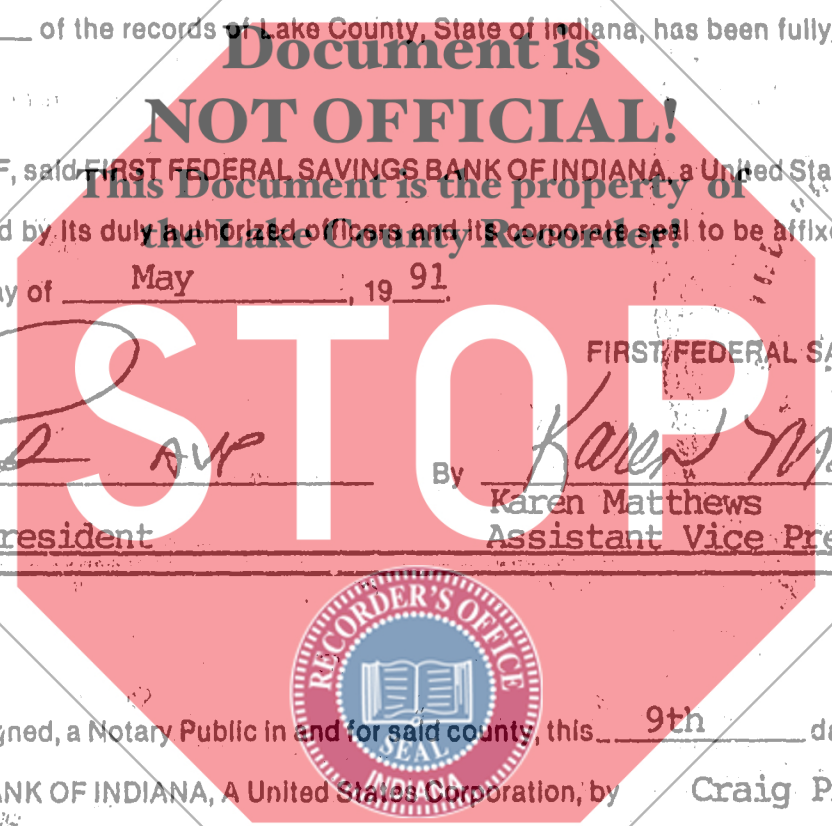 of the records of Lake County, State of Indiana, has been fully
Document is
NOT OFFICIAL!
F, said FIRST FEDERAL SAVINGS BANK OF INDIANA, a United Sta
This Document is the property of
d by its duly authorized officers and its corporate seal to be affixe
the Lake County Recorder!
ay of May, 19 91.
STOP
FIRST FEDERAL SA
AVP
By Karen M
Karen Matthews
resident
Assistant Vice Pre
RECORDER'S OFFICE
SEAL
INDIANA
gned, a Notary Public in and for said county, this 9th da
ANK OF INDIANA, A United States Corporation, by Craig P